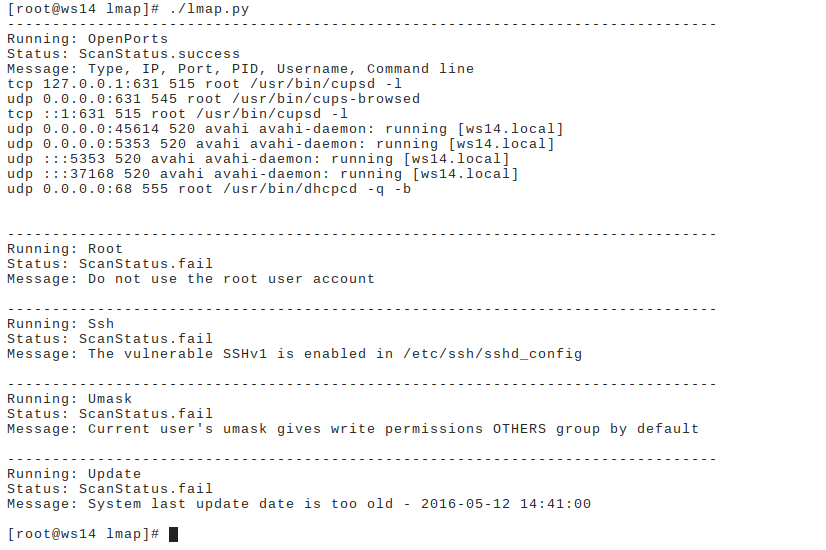 [root@ws14 lmap]# ./lmap.py
-------------------------------------------------------------------------------
Running: OpenPorts
Status: ScanStatus.success
Message: Type, IP, Port, PID, Username, Command line
tcp 127.0.0.1:631 515 root /usr/bin/cupsd -l
udp 0.0.0.0:631 545 root /usr/bin/cups-browsed
tcp ::1:631 515 root /usr/bin/cupsd -l
udp 0.0.0.0:45614 520 avahi avahi-daemon: running [ws14.local]
udp 0.0.0.0:5353 520 avahi avahi-daemon: running [ws14.local]
udp :::5353 520 avahi avahi-daemon: running [ws14.local]
udp :::37168 520 avahi avahi-daemon: running [ws14.local]
udp 0.0.0.0:68 555 root /usr/bin/dhcpcd -q -b
-------------------------------------------------------------------------------
Running: Root
Status: ScanStatus.fail
Message: Do not use the root user account
-------------------------------------------------------------------------------
Running: Ssh
Status: ScanStatus.fail
Message: The vulnerable SSHv1 is enabled in /etc/ssh/sshd_config
-------------------------------------------------------------------------------
Running: Umask
Status: ScanStatus.fail
Message: Current user's umask gives write permissions OTHERS group by default
-------------------------------------------------------------------------------
Running: Update
Status: ScanStatus.fail
Message: System last update date is too old - 2016-05-12 14:41:00
[root@ws14 lmap]#